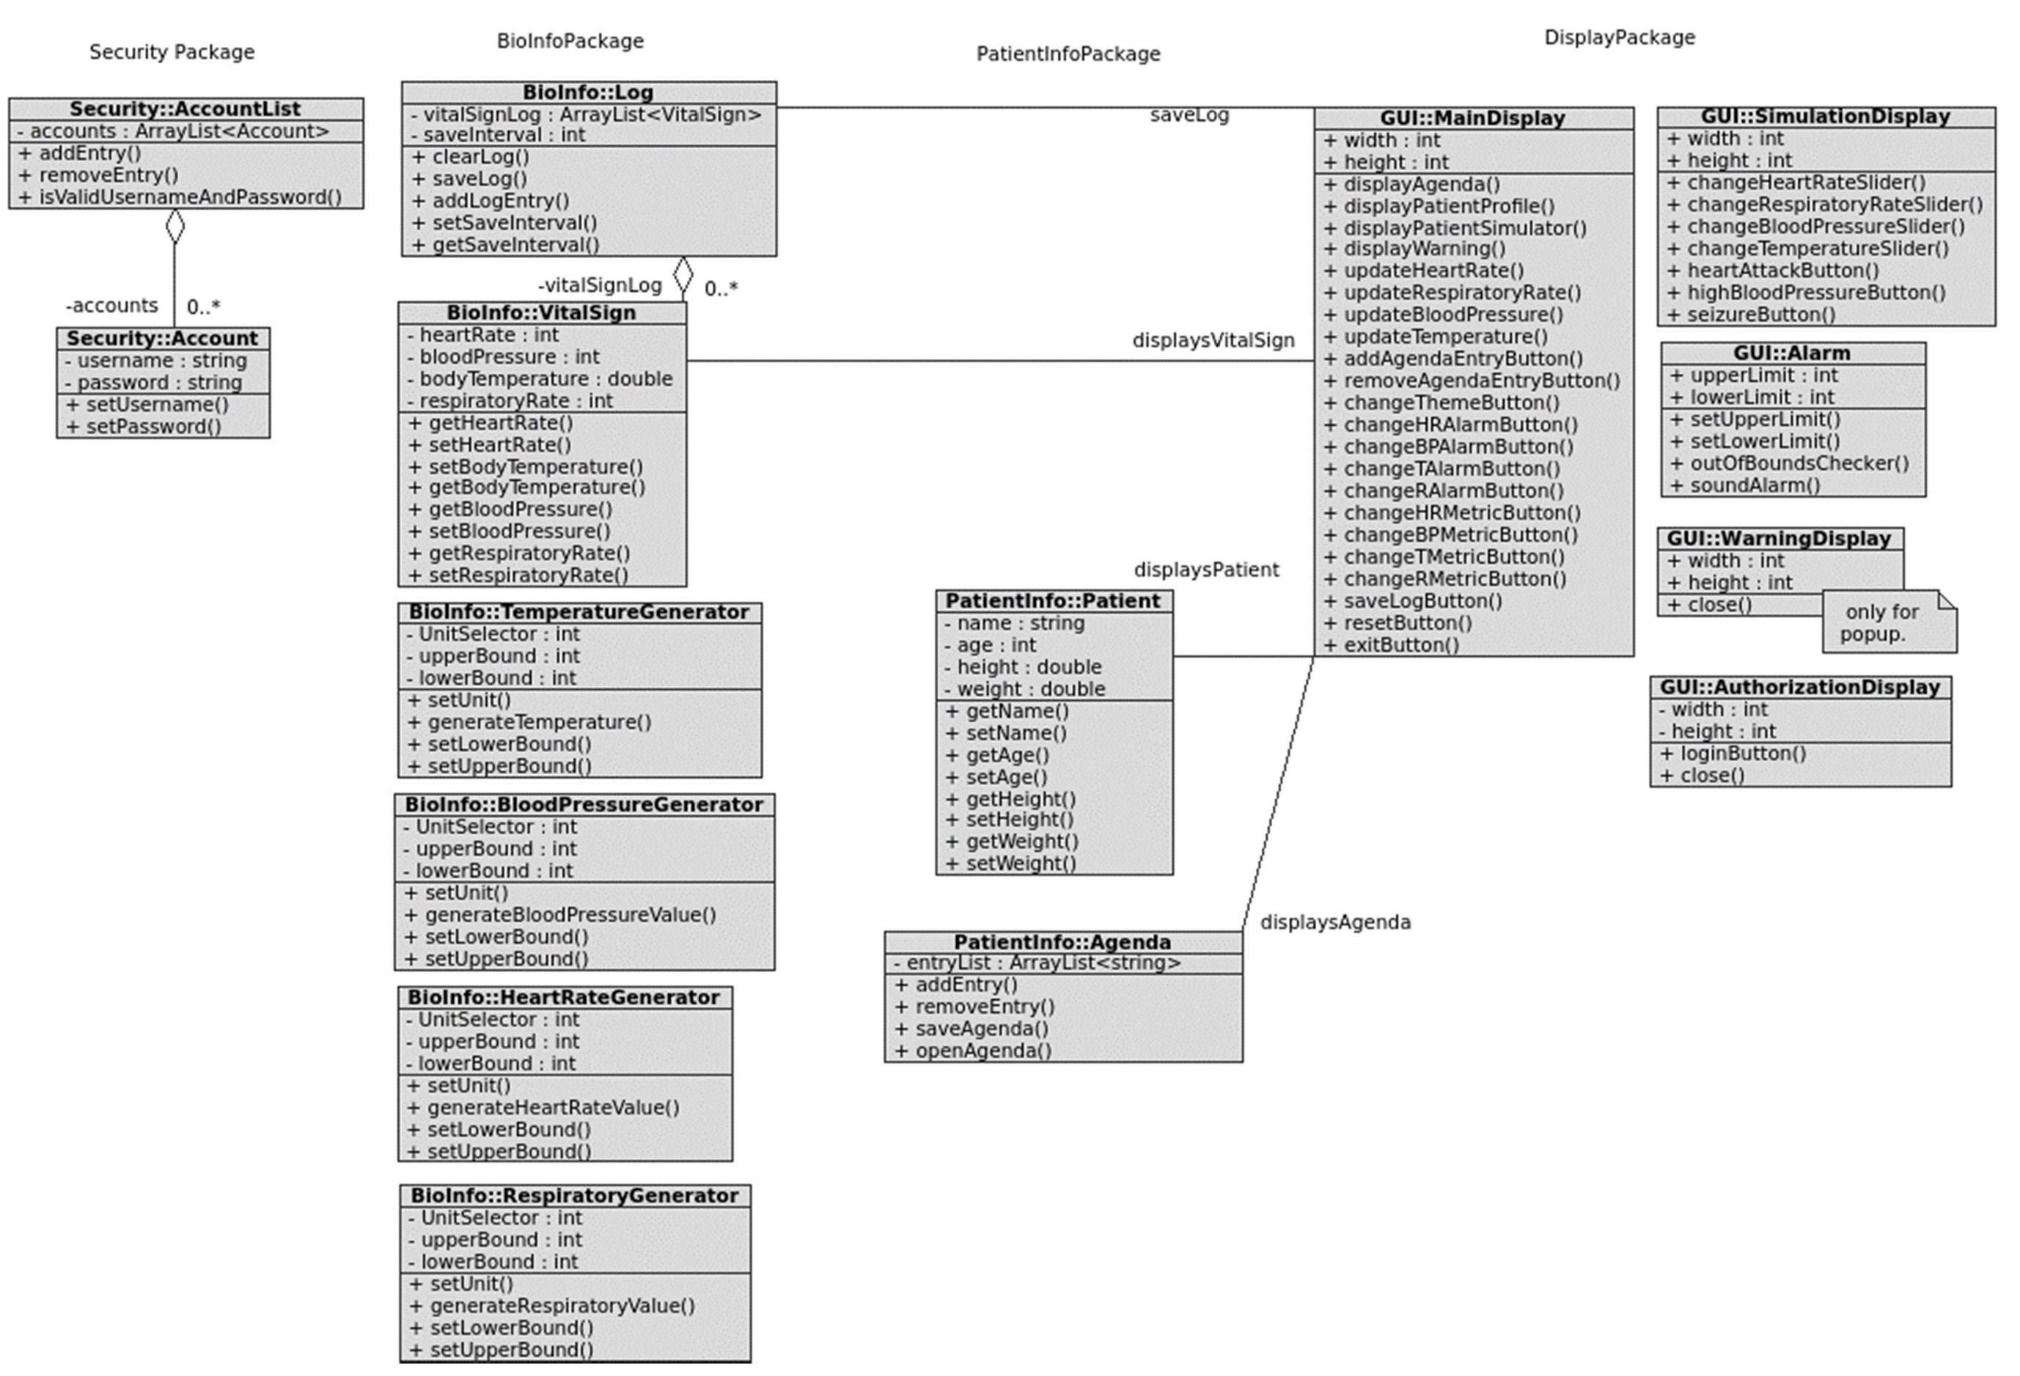 Security Package
Security::AccountList
- accounts : ArrayList<Account>
+ addEntry()
+ removeEntry()
+ isValidUsernameAndPassword()
-accounts
0..*
Security::Account
- username : string
- password : string
+ setUsername()
+ setPassword()
BioInfoPackage
BioInfo::Log
- vitalSignLog : ArrayList<VitalSign>
- saveInterval : int
+ clearLog()
+ saveLog()
+ addLogEntry()
+ setSaveInterval()
+ getSaveInterval()
-vitalSignLog
0..*
BioInfo::VitalSign
- heartRate : int
- bloodPressure : int
- bodyTemperature : double
- respiratoryRate : int
+ getHeartRate()
+ setHeartRate()
+ setBodyTemperature()
+ getBodyTemperature()
+ getBloodPressure()
+ setBloodPressure()
+ getRespiratoryRate()
+ setRespiratoryRate()
BioInfo::TemperatureGenerator
- UnitSelector : int
- upperBound : int
- lowerBound : int
+ setUnit()
+ generateTemperature()
+ setLowerBound()
+ setUpperBound()
BioInfo::BloodPressureGenerator
- UnitSelector : int
- upperBound : int
- lowerBound : int
+ setUnit()
+ generateBloodPressureValue()
+ setLowerBound()
+ setUpperBound()
BioInfo::HeartRateGenerator
- UnitSelector : int
- upperBound : int
- lowerBound : int
+ setUnit()
+ generateHeartRateValue()
+ setLowerBound()
+ setUpperBound()
BioInfo::RespiratoryGenerator
- UnitSelector : int
- upperBound : int
- lowerBound : int
+ setUnit()
+ generateRespiratoryValue()
+ setLowerBound()
+ setUpperBound()
PatientInfoPackage
saveLog
displaysVitalSign
displaysPatient
PatientInfo::Patient
- name : string
- age : int
- height : double
- weight : double
+ getName()
+ setName()
+ getAge()
+ setAge()
+ getHeight()
+ setHeight()
+ getWeight()
+ setWeight()
displaysAgenda
PatientInfo::Agenda
- entryList : ArrayList<string>
+ addEntry()
+ removeEntry()
+ saveAgenda()
+ openAgenda()
DisplayPackage
GUI::MainDisplay
+ width : int
+ height : int
+ displayAgenda()
+ displayPatientProfile()
+ displayPatientSimulator()
+ displayWarning()
+ updateHeartRate()
+ updateRespiratoryRate()
+ updateBloodPressure()
+ updateTemperature()
+ addAgendaEntryButton()
+ removeAgendaEntryButton()
+ changeThemeButton()
+ changeHRAlarmButton()
+ changeBPAlarmButton()
+ changeTAlarmButton()
+ changeRAlarmButton()
+ changeHRMetricButton()
+ changeBPMetricButton()
+ changeTMetricButton()
+ changeRMetricButton()
+ saveLogButton()
+ resetButton()
+ exitButton()
GUI::SimulationDisplay
+ width : int
+ height : int
+ changeHeartRateSlider()
+ changeRespiratoryRateSlider()
+ changeBloodPressureSlider()
+ changeTemperatureSlider()
+ heartAttackButton()
+ highBloodPressureButton()
+ seizureButton()
GUI::Alarm
+ upperLimit : int
+ lowerLimit : int
+ setUpperLimit()
+ setLowerLimit()
+ outOfBoundsChecker()
+ soundAlarm()
GUI::WarningDisplay
+ width : int
+ height : int
+ close()
only for
popup.
GUI::AuthorizationDisplay
- width : int
- height : int
+ loginButton()
+ close()